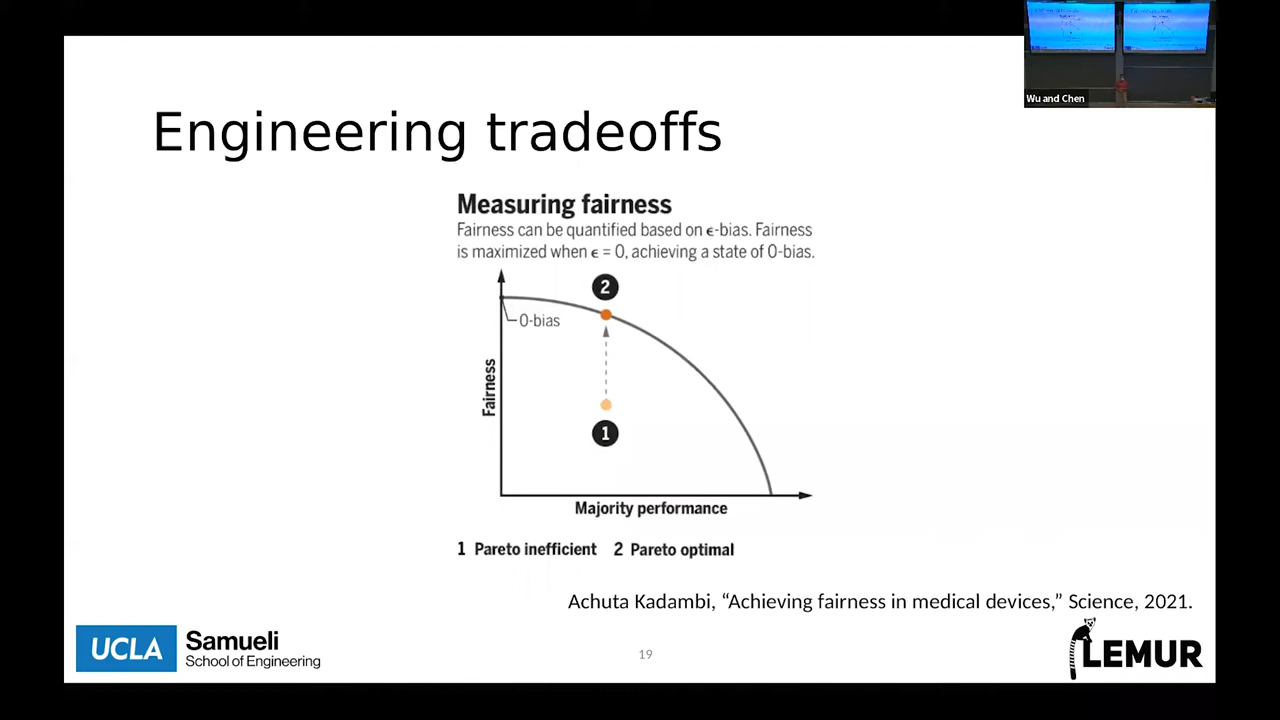 Wu and Chen
Engineering tradeoffs
Measuring fairness
Fairness can be quantified based on ϵ-bias. Fairness
is maximized when ϵ = 0, achieving a state of 0-bias.
2
0-bias
Fairness
1
Majority performance
1 Pareto inefficient 2 Pareto optimal
Achuta Kadambi, “Achieving fairness in medical devices,” Science, 2021.
UCLA Samueli
School of Engineering
19
LEMUR